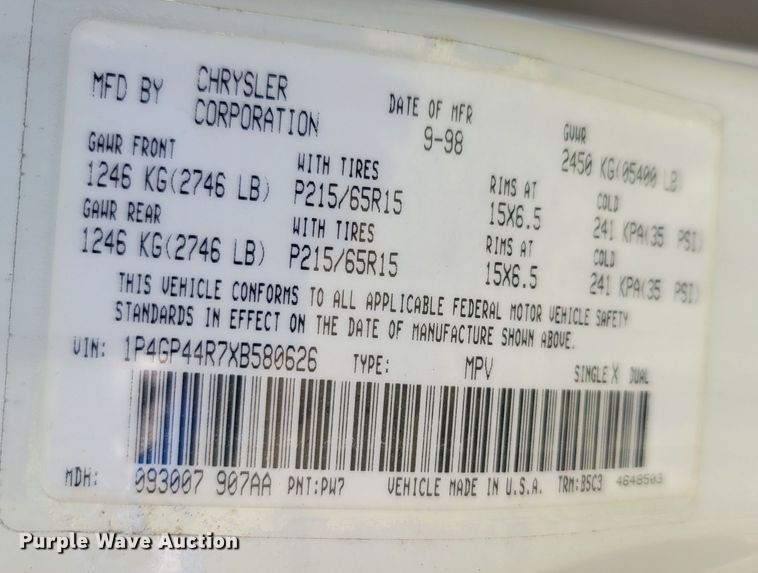 MFD BY CHRYSLER CORPORATION DATE OF MFR 9-98 GVWR 2450 KG(05400 LB)
GAWR FRONT WITH TIRES RIMS AT COLD
1246 KG(2746 LB) P215/65R15 15X6.5 241 KPA(35 PSI)
GAWR REAR WITH TIRES RIMS AT COLD
1246 KG(2746 LB) P215/65R15 15X6.5 241 KPA(35 PSI)
THIS VEHICLE CONFORMS TO ALL APPLICABLE FEDERAL MOTOR VEHICLE SAFETY
STANDARDS IN EFFECT ON THE DATE OF MANUFACTURE SHOWN ABOVE.
VIN: 1P4GP44R7XB580626 TYPE: MPV SINGLE X DUAL
MDH: 093007 907AA PNT:PW7 VEHICLE MADE IN U.S.A. TRM:B5C3 4648503
Purple Wave Auction